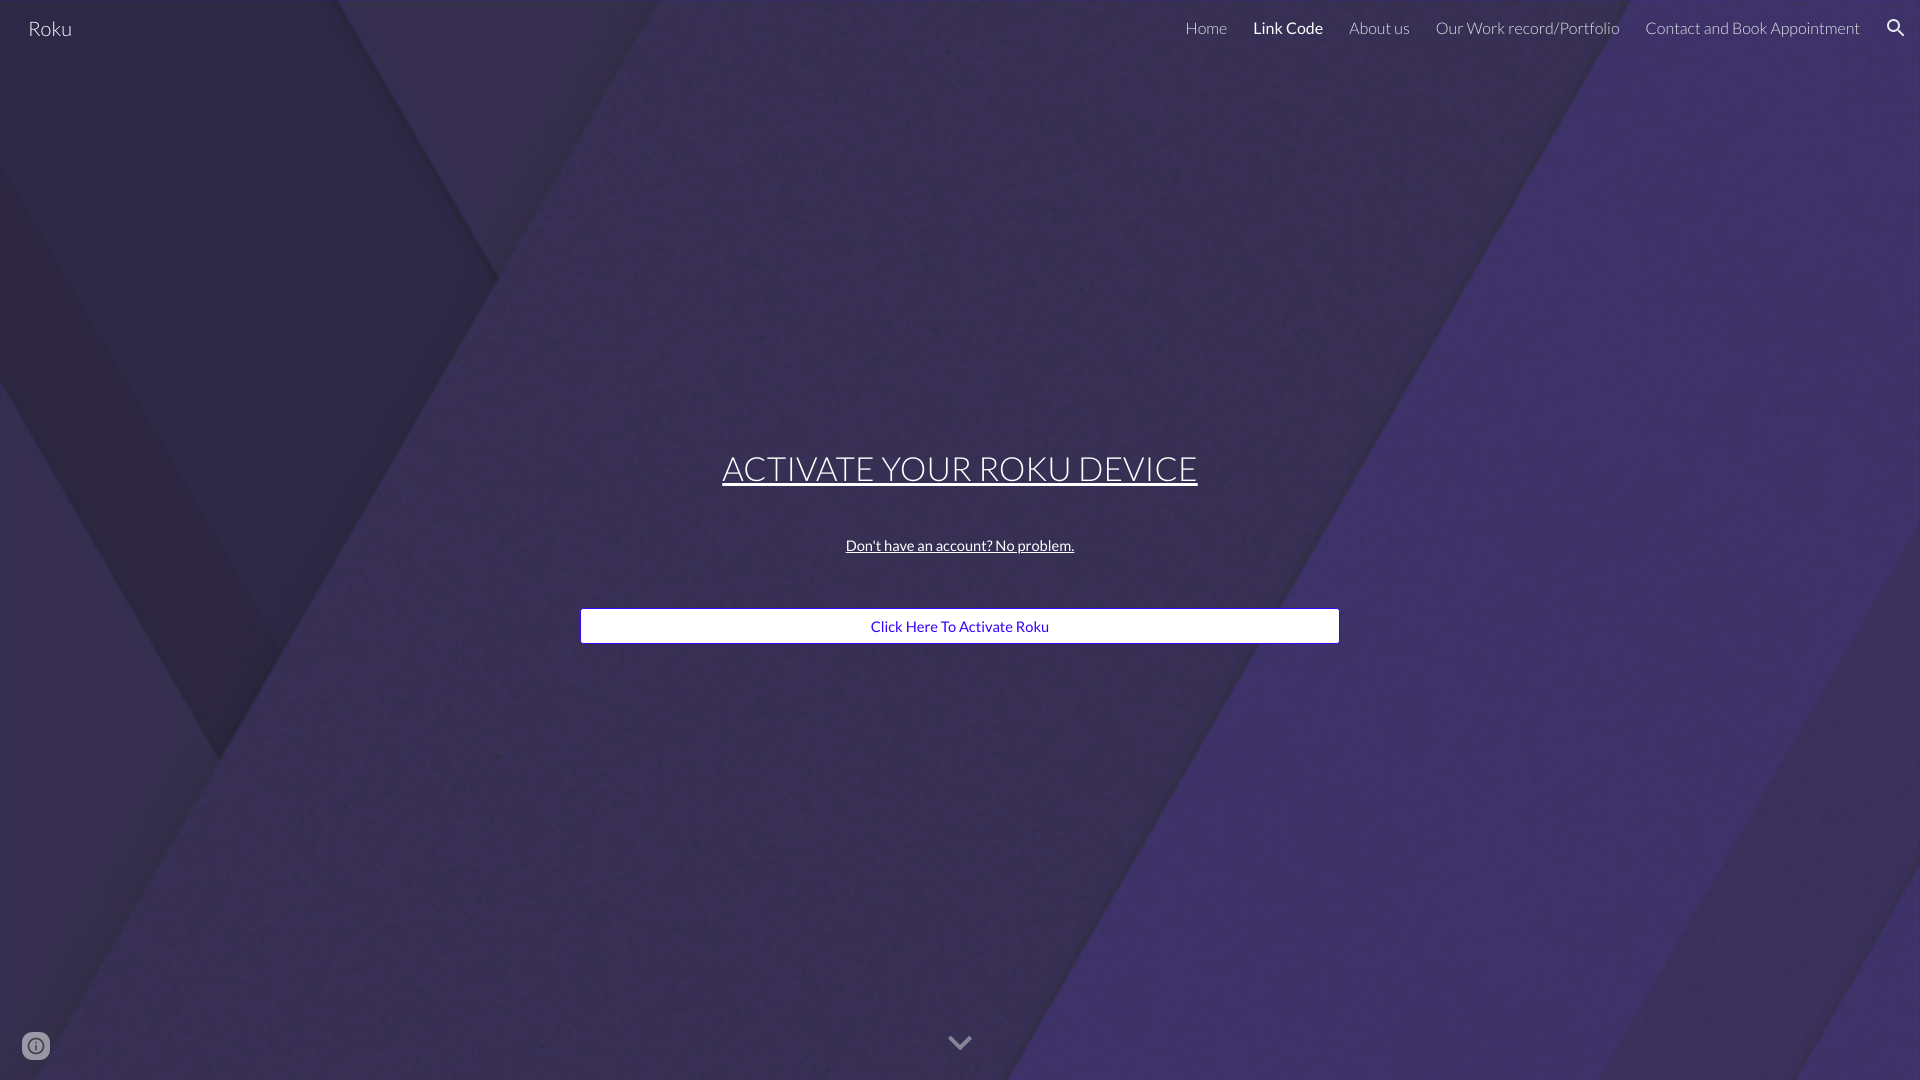 Roku
Home
Link Code
About us
Our Work record/Portfolio
Contact and Book Appointment
ACTIVATE YOUR ROKU DEVICE
Don't have an account? No problem.
Click Here To Activate Roku